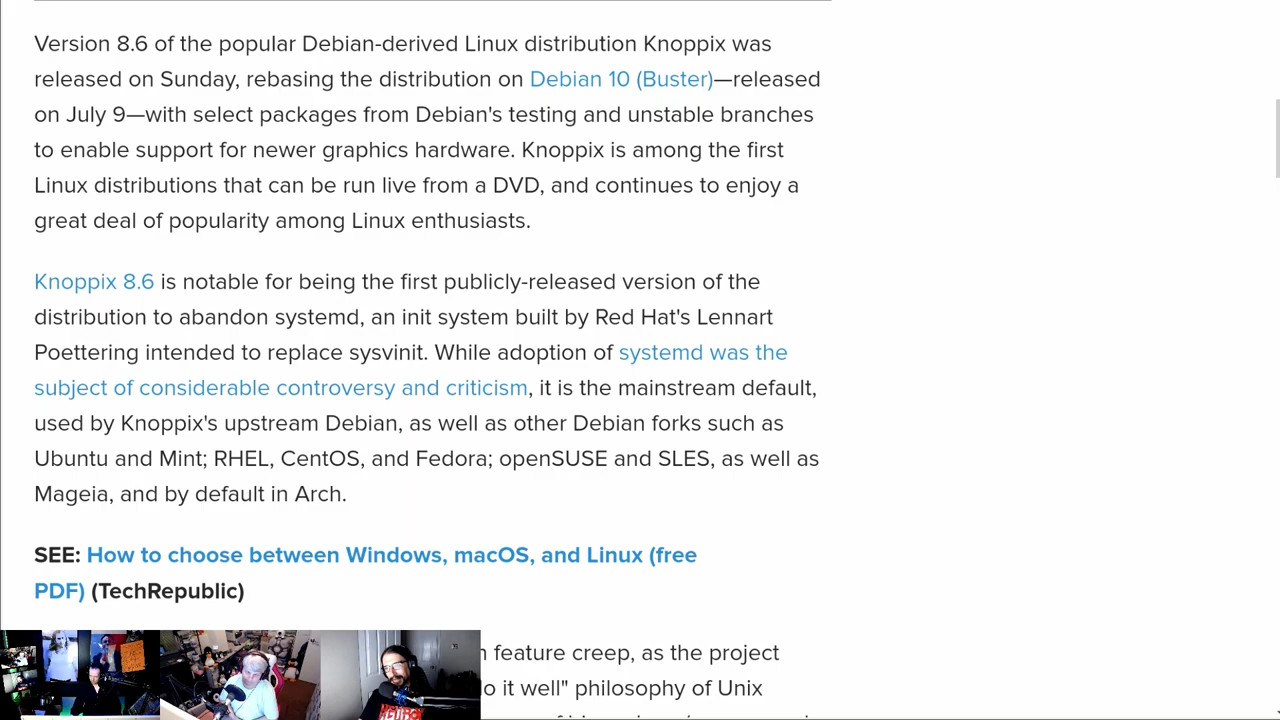 Version 8.6 of the popular Debian-derived Linux distribution Knoppix was
released on Sunday, rebasing the distribution on Debian 10 (Buster)—released
on July 9—with select packages from Debian's testing and unstable branches
to enable support for newer graphics hardware. Knoppix is among the first
Linux distributions that can be run live from a DVD, and continues to enjoy a
great deal of popularity among Linux enthusiasts.
Knoppix 8.6 is notable for being the first publicly-released version of the
distribution to abandon systemd, an init system built by Red Hat's Lennart
Poettering intended to replace sysvinit. While adoption of systemd was the
subject of considerable controversy and criticism, it is the mainstream default,
used by Knoppix's upstream Debian, as well as other Debian forks such as
Ubuntu and Mint; RHEL, CentOS, and Fedora; openSUSE and SLES, as well as
Mageia, and by default in Arch.
SEE: How to choose between Windows, macOS, and Linux (free
PDF) (TechRepublic)
feature creep, as the project
it well" philosophy of Unix